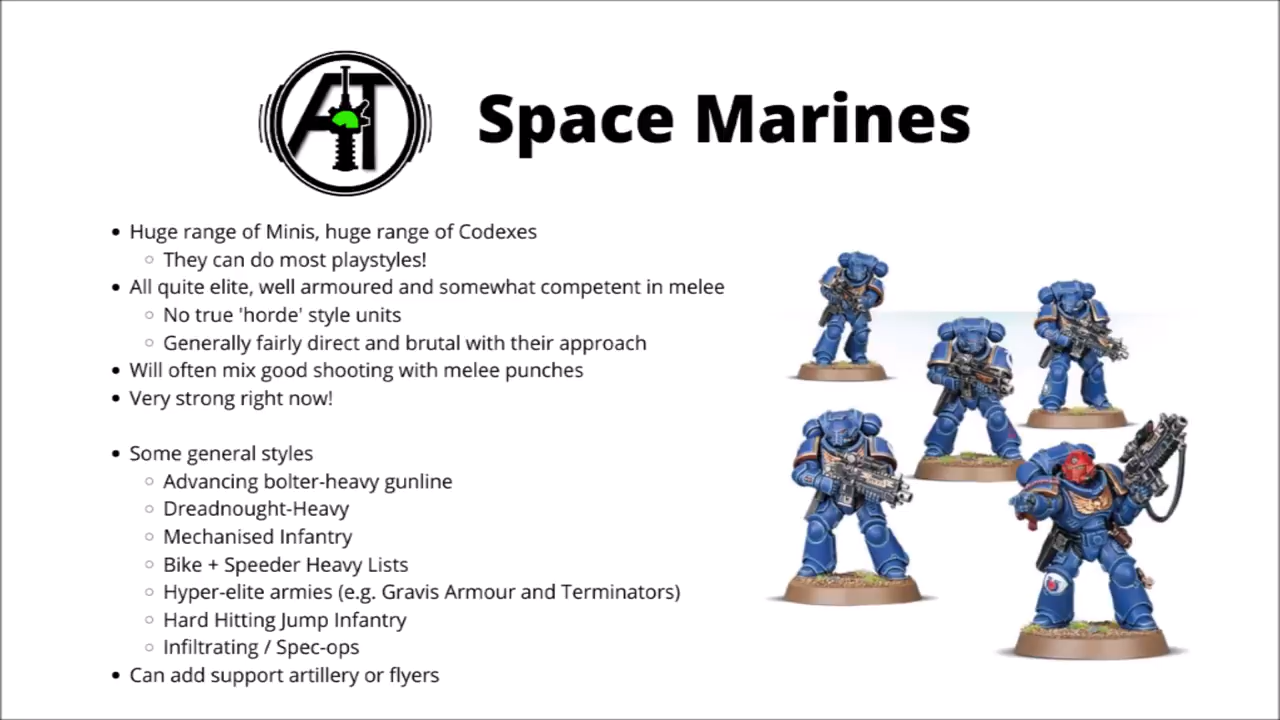 AT
Space Marines
Huge range of Minis, huge range of Codexes
They can do most playstyles!
All quite elite, well armoured and somewhat competent in melee
No true 'horde' style units
Generally fairly direct and brutal with their approach
Will often mix good shooting with melee punches
Very strong right now!
Some general styles
Advancing bolter-heavy gunline
Dreadnought-Heavy
Mechanised Infantry
Bike + Speeder Heavy Lists
Hyper-elite armies (e.g. Gravis Armour and Terminators)
Hard Hitting Jump Infantry
Infiltrating / Spec-ops
Can add support artillery or flyers